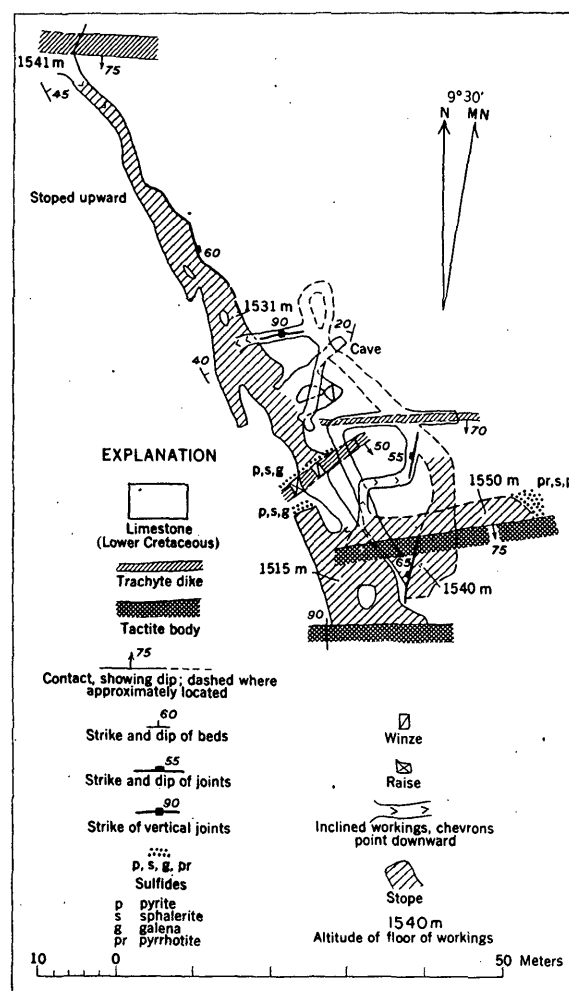 1541 m
75
45
9°30'
N MN
Stoped upward
60
1531 m
90
20
Cave
40
70
50
55
p,s,g
1550 m
pr,s,p
p,s,g
75
1515 m
65
1540 m
90
EXPLANATION
Limestone
(Lower Cretaceous)
Trachyte dike
Tactite body
75
Contact, showing dip; dashed where
approximately located
60
Strike and dip of beds
55
Strike and dip of joints
90
Strike of vertical joints
p, s, g, pr
Sulfides
p pyrite
s sphalerite
g galena
pr pyrrhotite
Winze
Raise
Inclined workings, chevrons
point downward
Stope
1540 m
Altitude of floor of workings
10 0 50 Meters